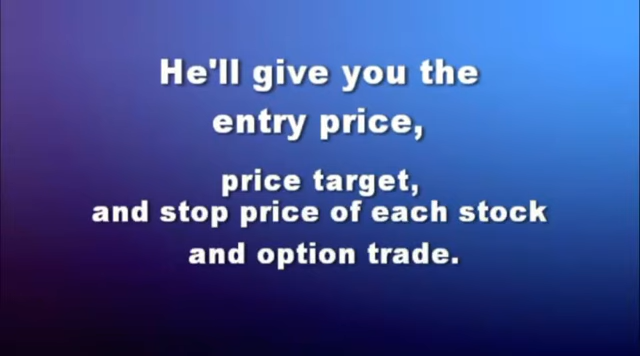 He'll give you the
entry price,
price target,
and stop price of each stock
and option trade.